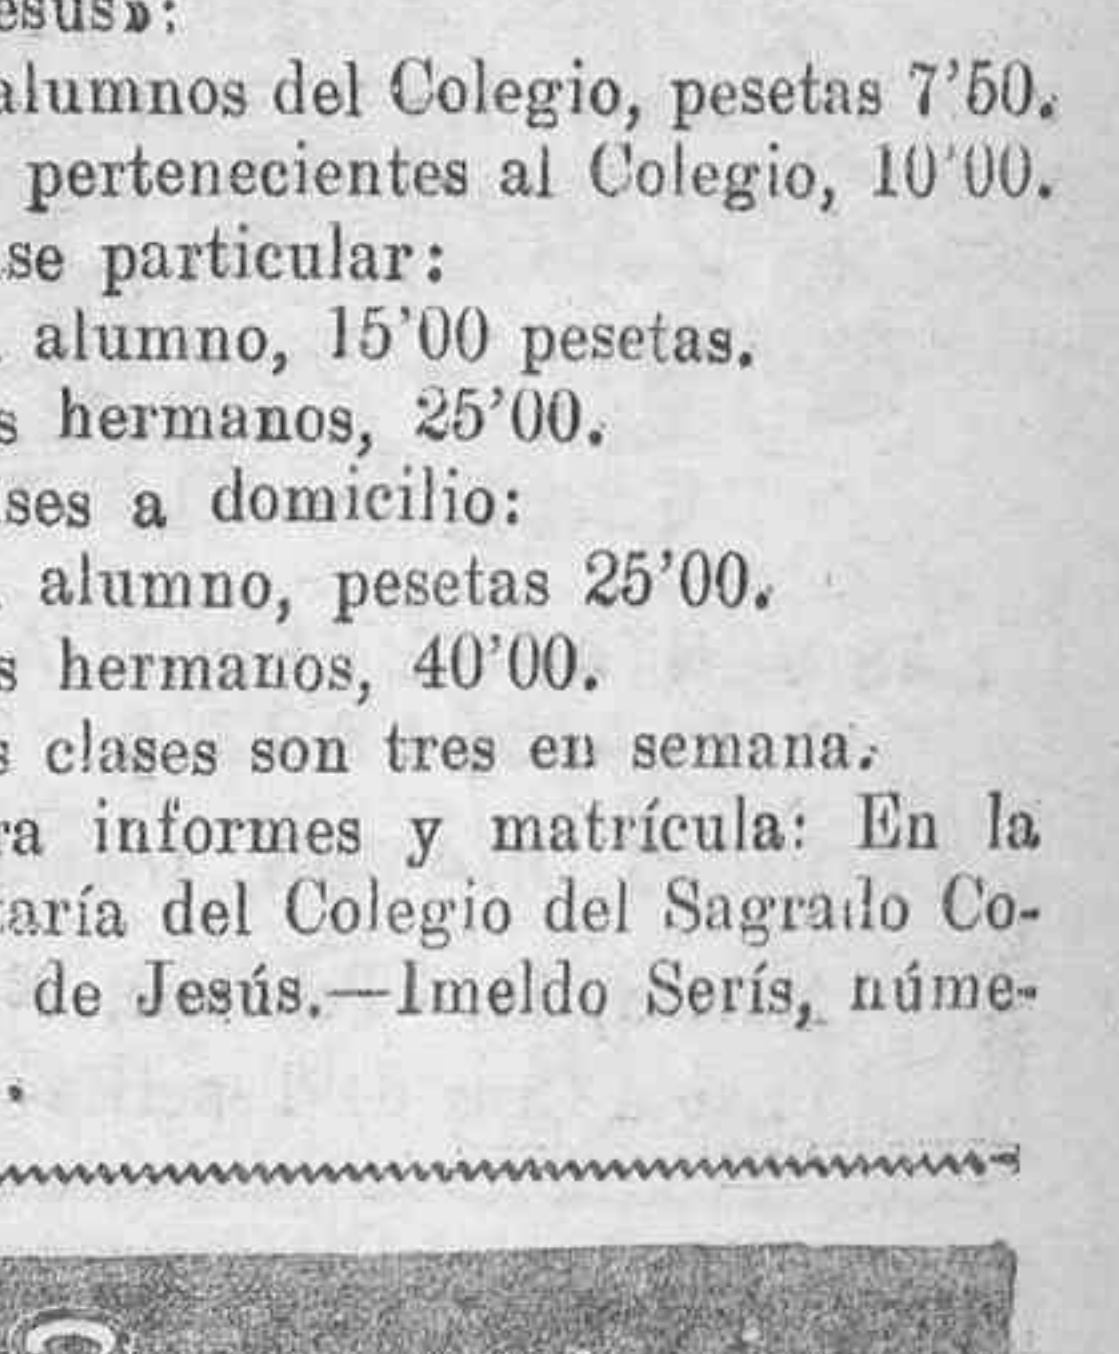 esús»:
alumnos del Colegio, pesetas 7'50.
pertenecientes al Colegio, 10'00.
se particular:
alumno, 15'00 pesetas.
s hermanos, 25'00.
ses a domicilio:
alumno, pesetas 25'00.
s hermanos, 40'00.
s clases son tres en semana.
ra informes y matrícula: En la
taría del Colegio del Sagrado Co-
de Jesús.—Imeldo Serís, núme-
.